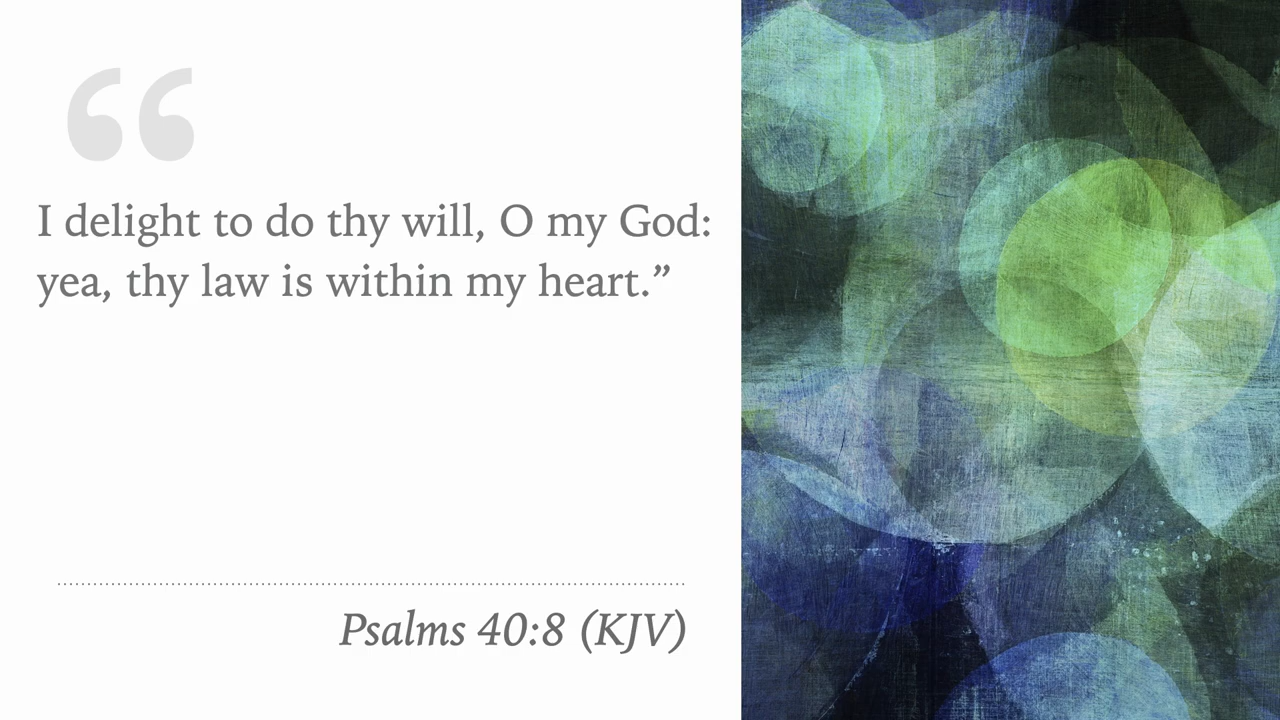 “
I delight to do thy will, O my God:
yea, thy law is within my heart.”
Psalms 40:8 (KJV)